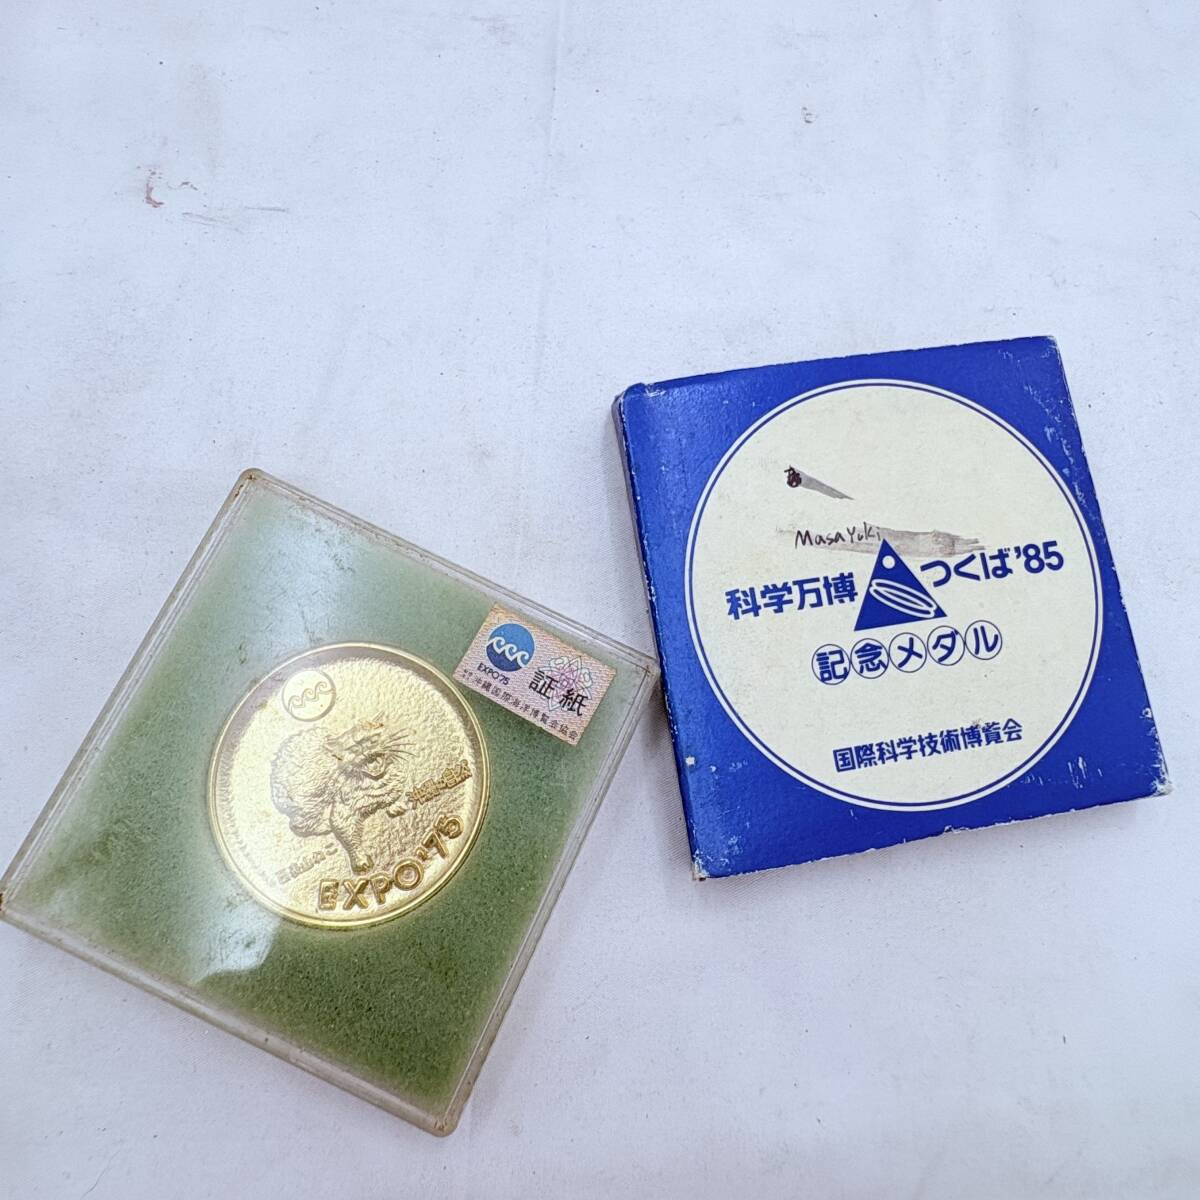 EXPO'75
証紙
沖縄国際海洋博覧会協会
EXPO'75
Masayuki
科学万博
つくば'85
記念メダル
国際科学技術博覧会